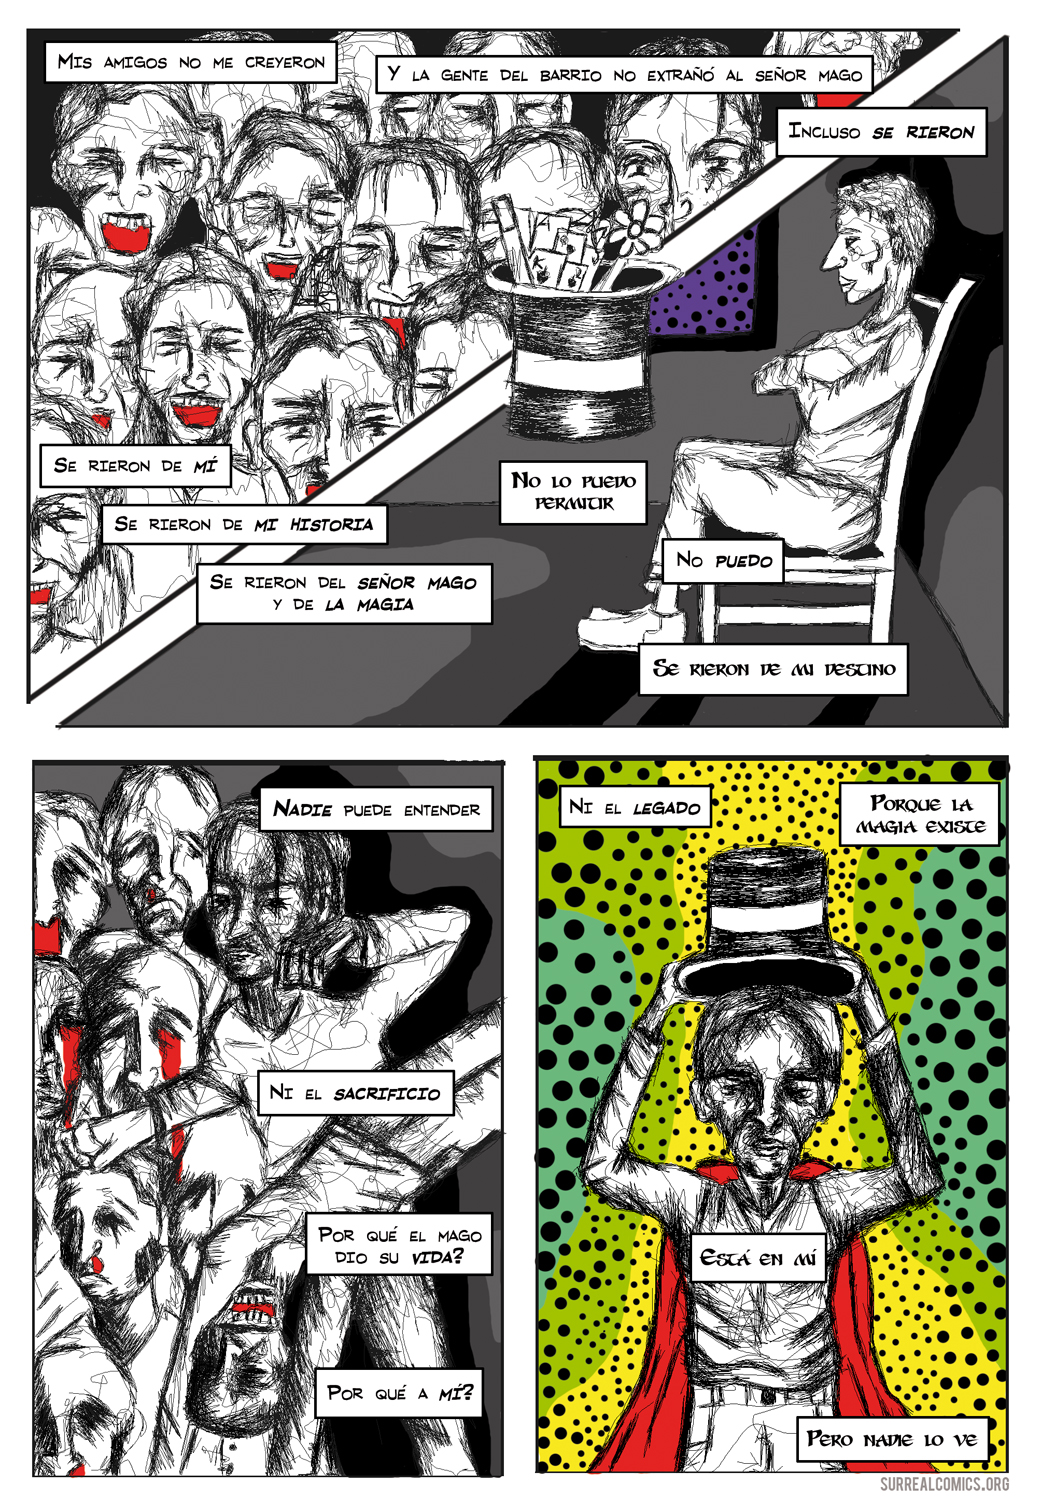 Mis amigos no me creyeron
Y la gente del barrio no extrañó al señor mago
Incluso se rieron
Se rieron de mí
Se rieron de mi historia
Se rieron del señor mago
y de la magia
No lo puedo
permitir
No puedo
Se rieron de mi destino
Nadie puede entender
Ni el sacrificio
Por qué el mago
dio su vida?
Por qué a mí?
Ni el legado
Porque la
magia existe
Está en mí
Pero nadie lo ve
SURREALCOMICS.ORG